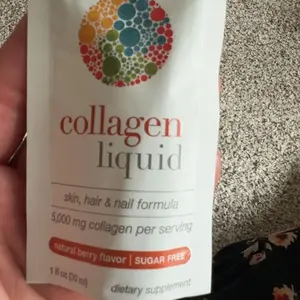 collagen
liquid
skin, hair & nail formula
5,000 mg collagen per serving
natural berry flavor | SUGAR FREE
1 fl oz (30 ml)
dietary supplement